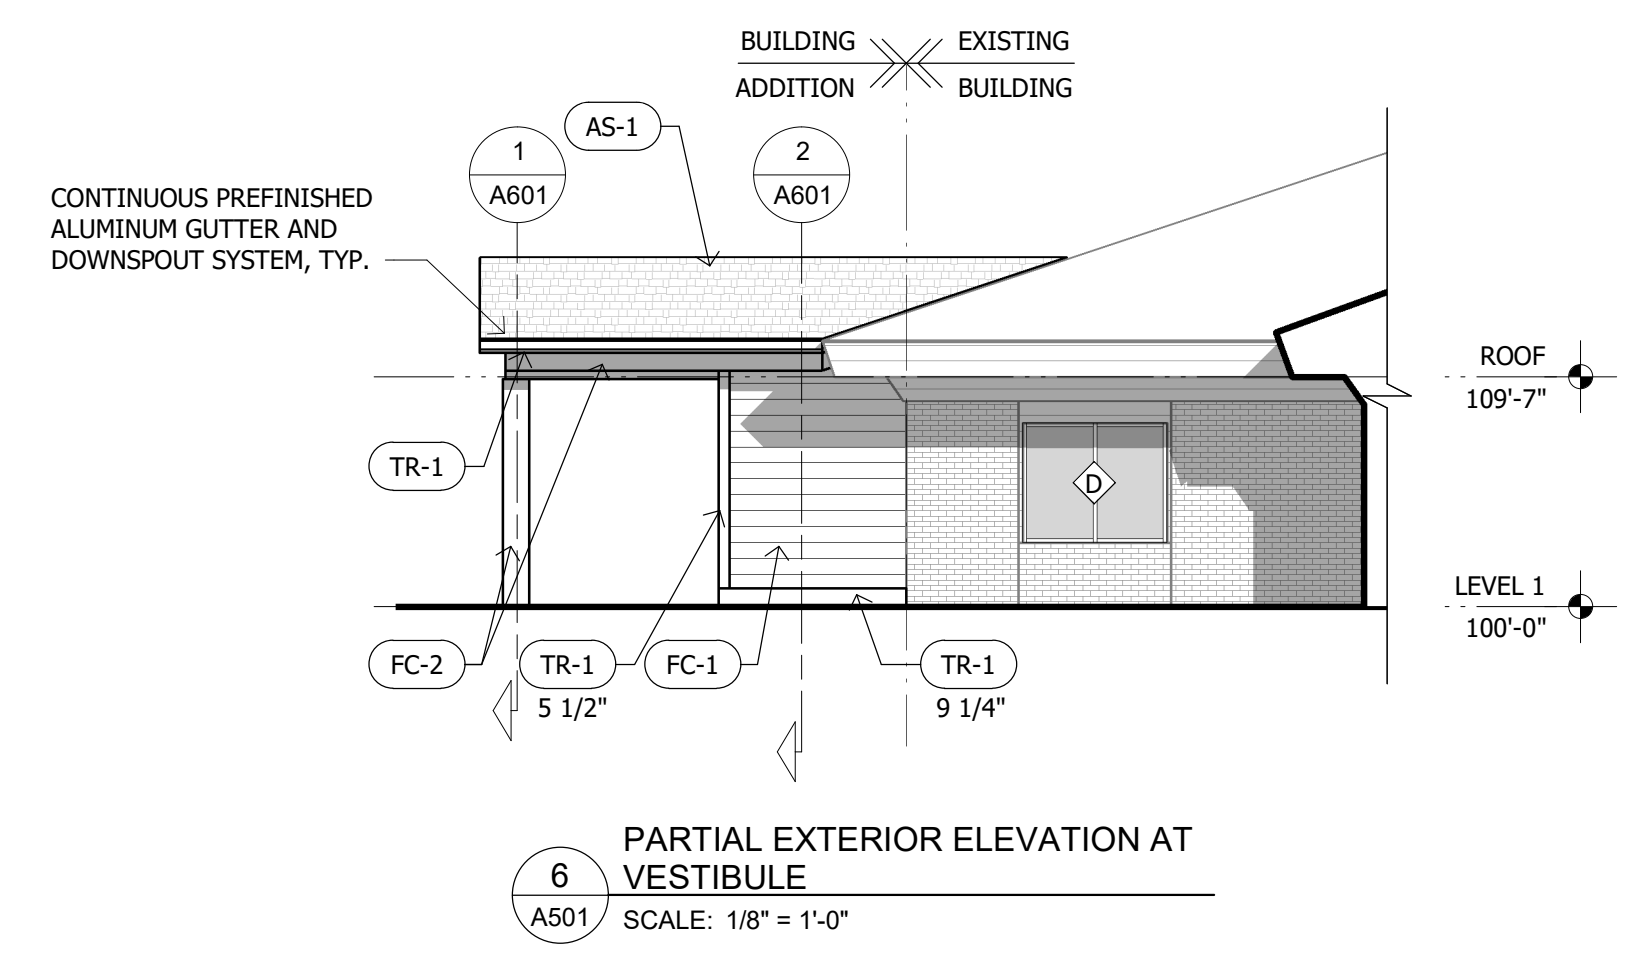 BUILDING
ADDITION
EXISTING
BUILDING
AS-1
1
A601
2
A601
CONTINUOUS PREFINISHED
ALUMINUM GUTTER AND
DOWNSPOUT SYSTEM, TYP.
ROOF
109'-7"
TR-1
D
LEVEL 1
100'-0"
FC-2
TR-1
5 1/2"
FC-1
TR-1
9 1/4"
6
A501
PARTIAL EXTERIOR ELEVATION AT
VESTIBULE
SCALE: 1/8" = 1'-0"